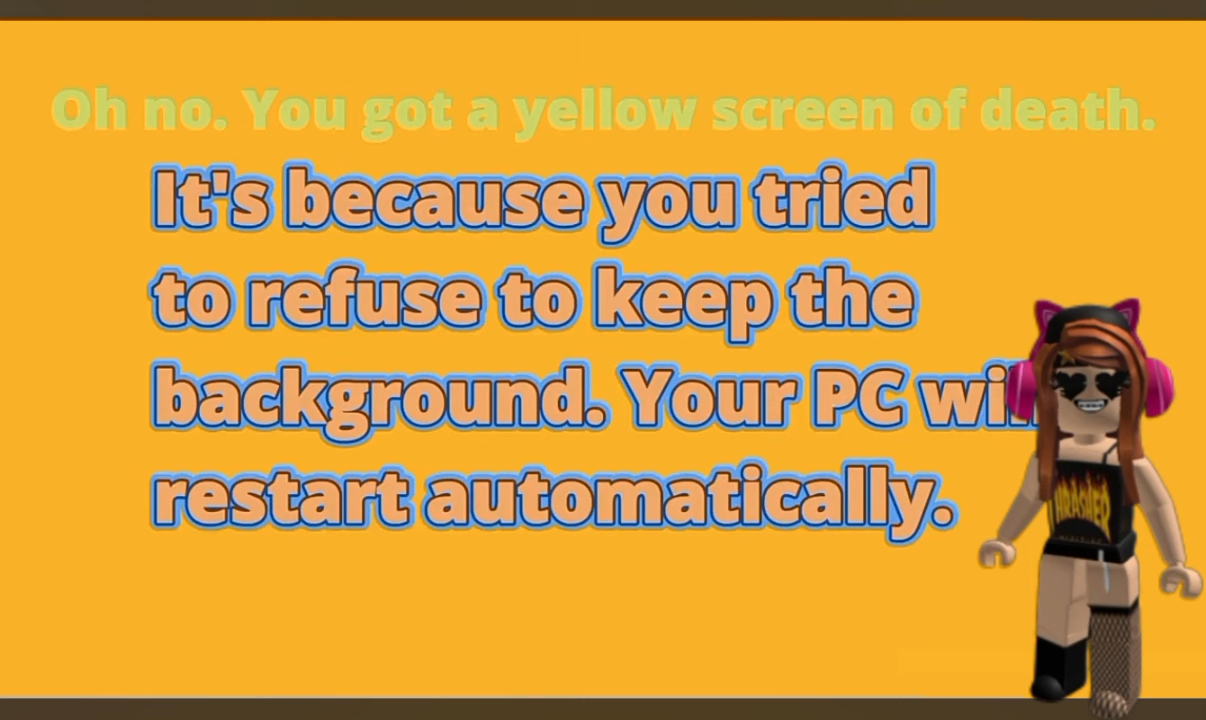 Oh no. You got a yellow screen of death.
It's because you tried
to refuse to keep the
background. Your PC will
restart automatically.
THRASHER